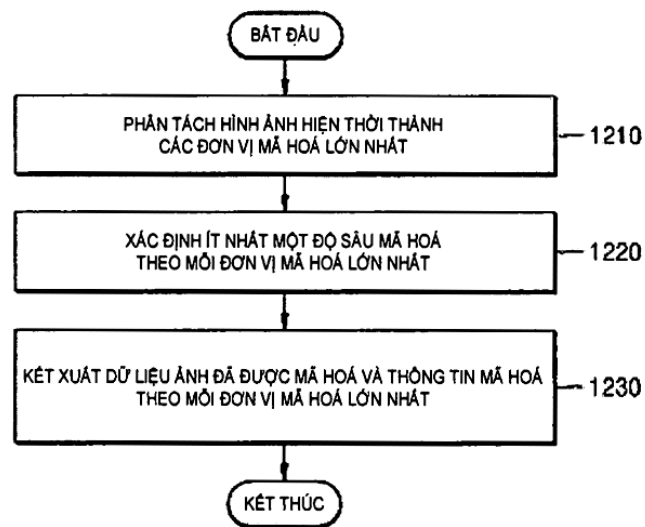 BẮT ĐẦU
PHÂN TÁCH HÌNH ẢNH HIỆN THỜI THÀNH
CÁC ĐƠN VỊ MÃ HOÁ LỚN NHẤT
1210
XÁC ĐỊNH ÍT NHẤT MỘT ĐỘ SÂU MÃ HOÁ
THEO MỖI ĐƠN VỊ MÃ HOÁ LỚN NHẤT
1220
KẾT XUẤT DỮ LIỆU ẢNH ĐÃ ĐƯỢC MÃ HOÁ VÀ THÔNG TIN MÃ HOÁ
THEO MỖI ĐƠN VỊ MÃ HOÁ LỚN NHẤT
1230
KẾT THÚC